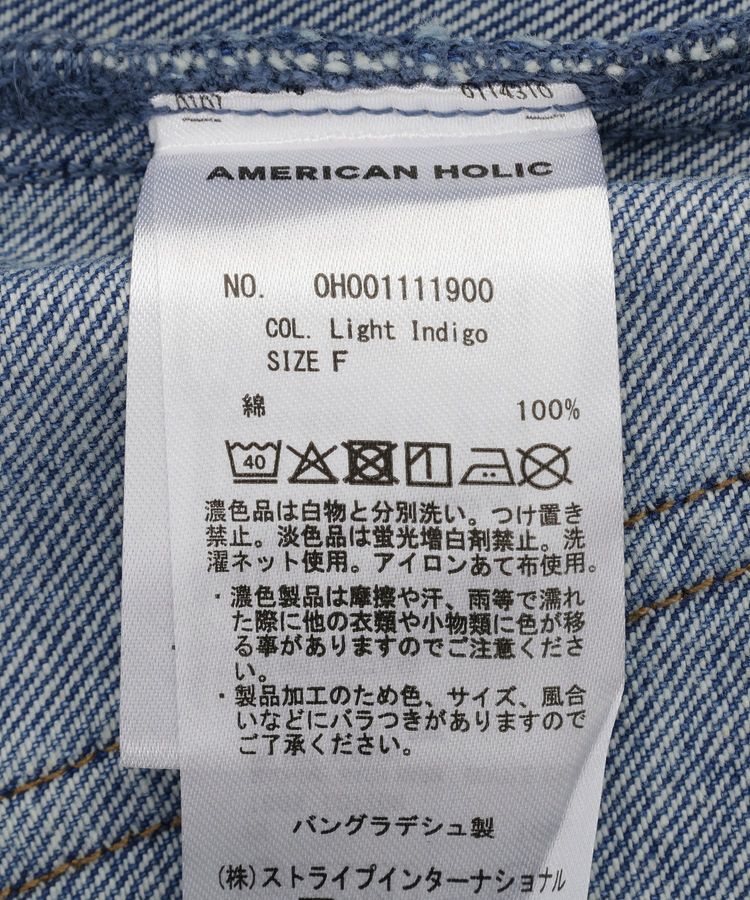 6114310
AMERICAN HOLIC
NO. 0H001111900
COL. Light Indigo
SIZE F
綿 100%
40
濃色品は白物と分別洗い。つけ置き
禁止。淡色品は蛍光増白剤禁止。洗
濯ネット使用。アイロンあて布使用。
・濃色製品は摩擦や汗、雨等で濡れ
た際に他の衣類や小物類に色が移
る事がありますのでご注意くださ
い。
・製品加工のため色、サイズ、風合
いなどにバラつきがありますので
ご了承ください。
バングラデシュ製
(株)ストライプインターナショナル